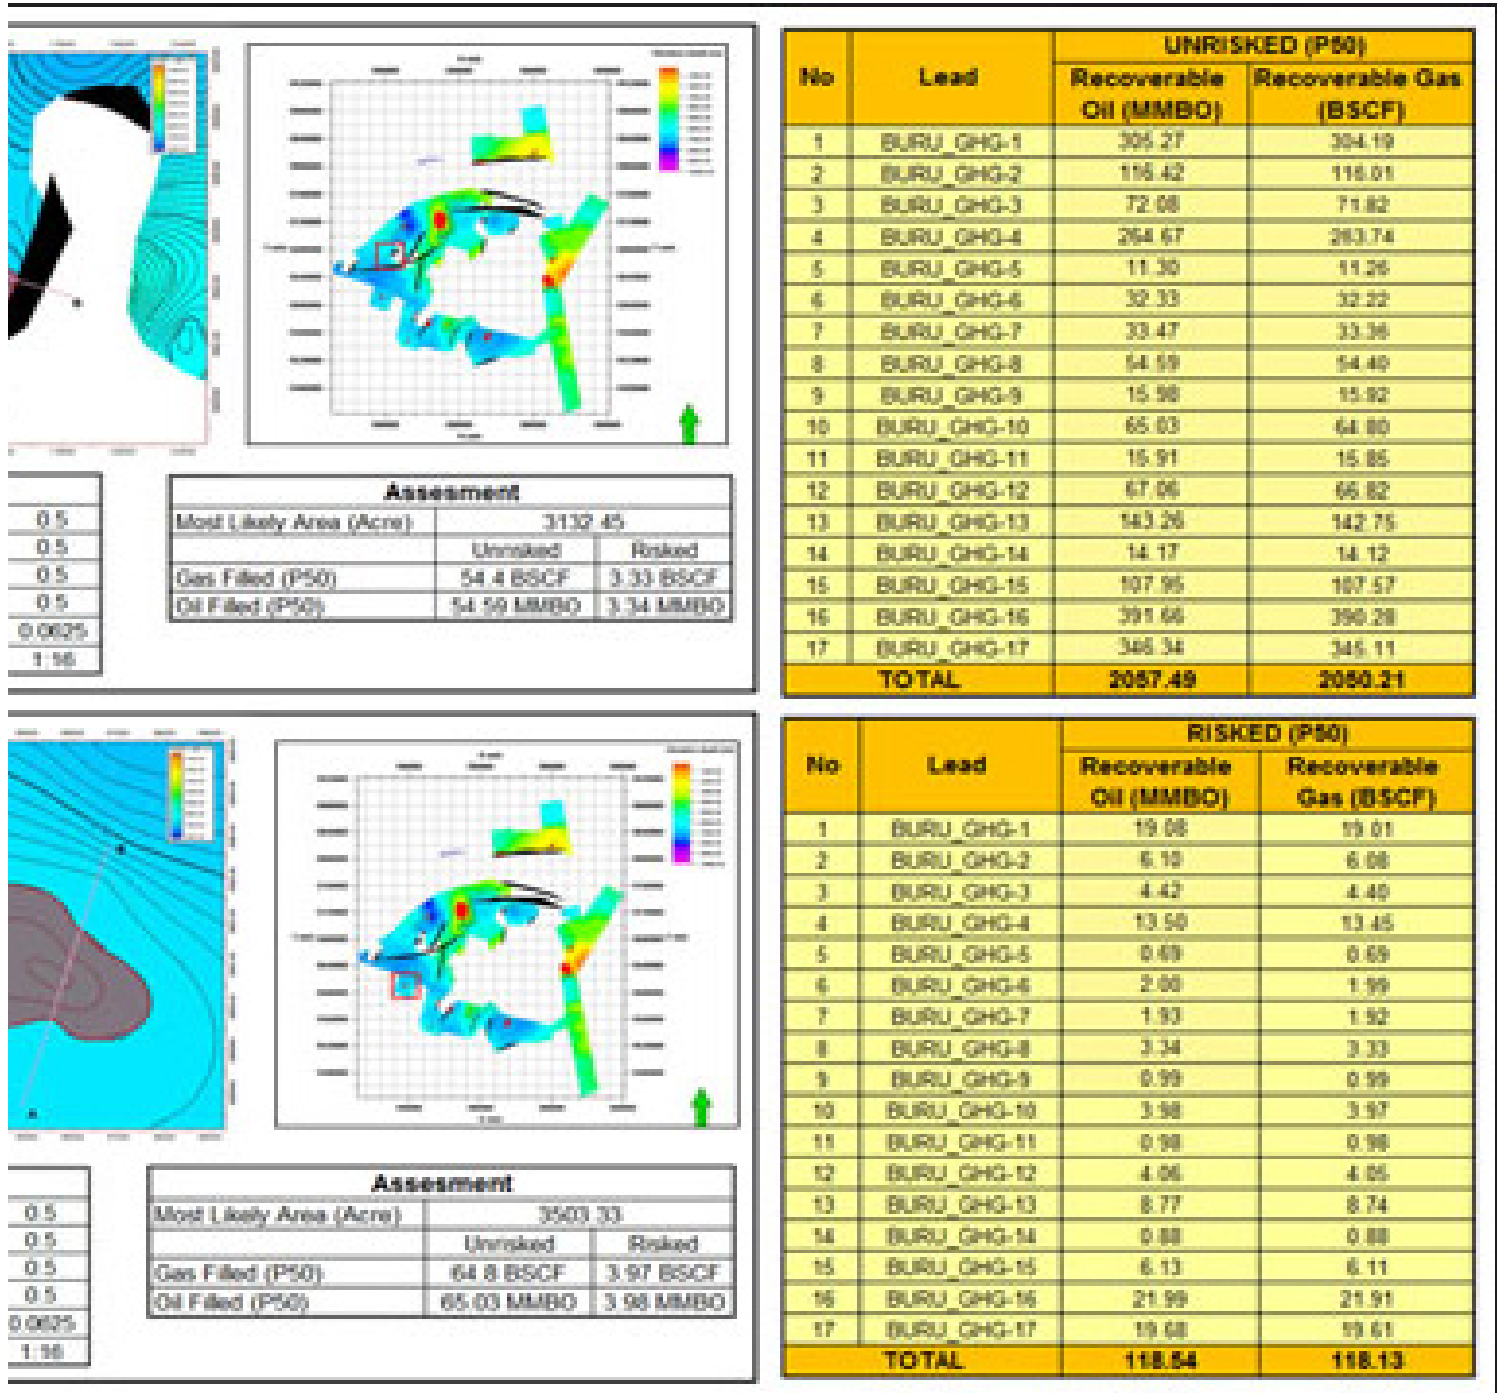 0.5
0.5
0.5
0.5
0.0625
1:16
Assesment
Most Likely Area (Acre) 3132.45
Unrisked Risked
Gas Filled (P50) 54.4 BSCF 3.33 BSCF
Oil Filled (P50) 54.59 MMBO 3.34 MMBO
No Lead UNRISKED (P50)
Recoverable Oil (MMBO) Recoverable Gas (BSCF)
1 BURU_GHG-1 305.27 304.19
2 BURU_GHG-2 116.42 116.01
3 BURU_GHG-3 72.08 71.82
4 BURU_GHG-4 264.67 263.74
5 BURU_GHG-5 11.30 11.26
6 BURU_GHG-6 32.33 32.22
7 BURU_GHG-7 33.47 33.36
8 BURU_GHG-8 54.59 54.40
9 BURU_GHG-9 15.98 15.92
10 BURU_GHG-10 65.03 64.80
11 BURU_GHG-11 15.91 15.85
12 BURU_GHG-12 67.06 66.82
13 BURU_GHG-13 143.26 142.75
14 BURU_GHG-14 14.17 14.12
15 BURU_GHG-15 107.95 107.57
16 BURU_GHG-16 391.66 390.28
17 BURU_GHG-17 346.34 345.11
TOTAL 2057.49 2050.21
0.5
0.5
0.5
0.5
0.0625
1:16
Assesment
Most Likely Area (Acre) 3503.33
Unrisked Risked
Gas Filled (P50) 64.8 BSCF 3.97 BSCF
Oil Filled (P50) 65.03 MMBO 3.98 MMBO
No Lead RISKED (P50)
Recoverable Oil (MMBO) Recoverable Gas (BSCF)
1 BURU_GHG-1 19.08 19.01
2 BURU_GHG-2 6.10 6.08
3 BURU_GHG-3 4.42 4.40
4 BURU_GHG-4 13.50 13.45
5 BURU_GHG-5 0.69 0.69
6 BURU_GHG-6 2.00 1.99
7 BURU_GHG-7 1.93 1.92
8 BURU_GHG-8 3.34 3.33
9 BURU_GHG-9 0.99 0.99
10 BURU_GHG-10 3.98 3.97
11 BURU_GHG-11 0.98 0.98
12 BURU_GHG-12 4.06 4.05
13 BURU_GHG-13 8.77 8.74
14 BURU_GHG-14 0.88 0.88
15 BURU_GHG-15 6.13 6.11
16 BURU_GHG-16 21.99 21.91
17 BURU_GHG-17 19.68 19.61
TOTAL 118.54 118.13